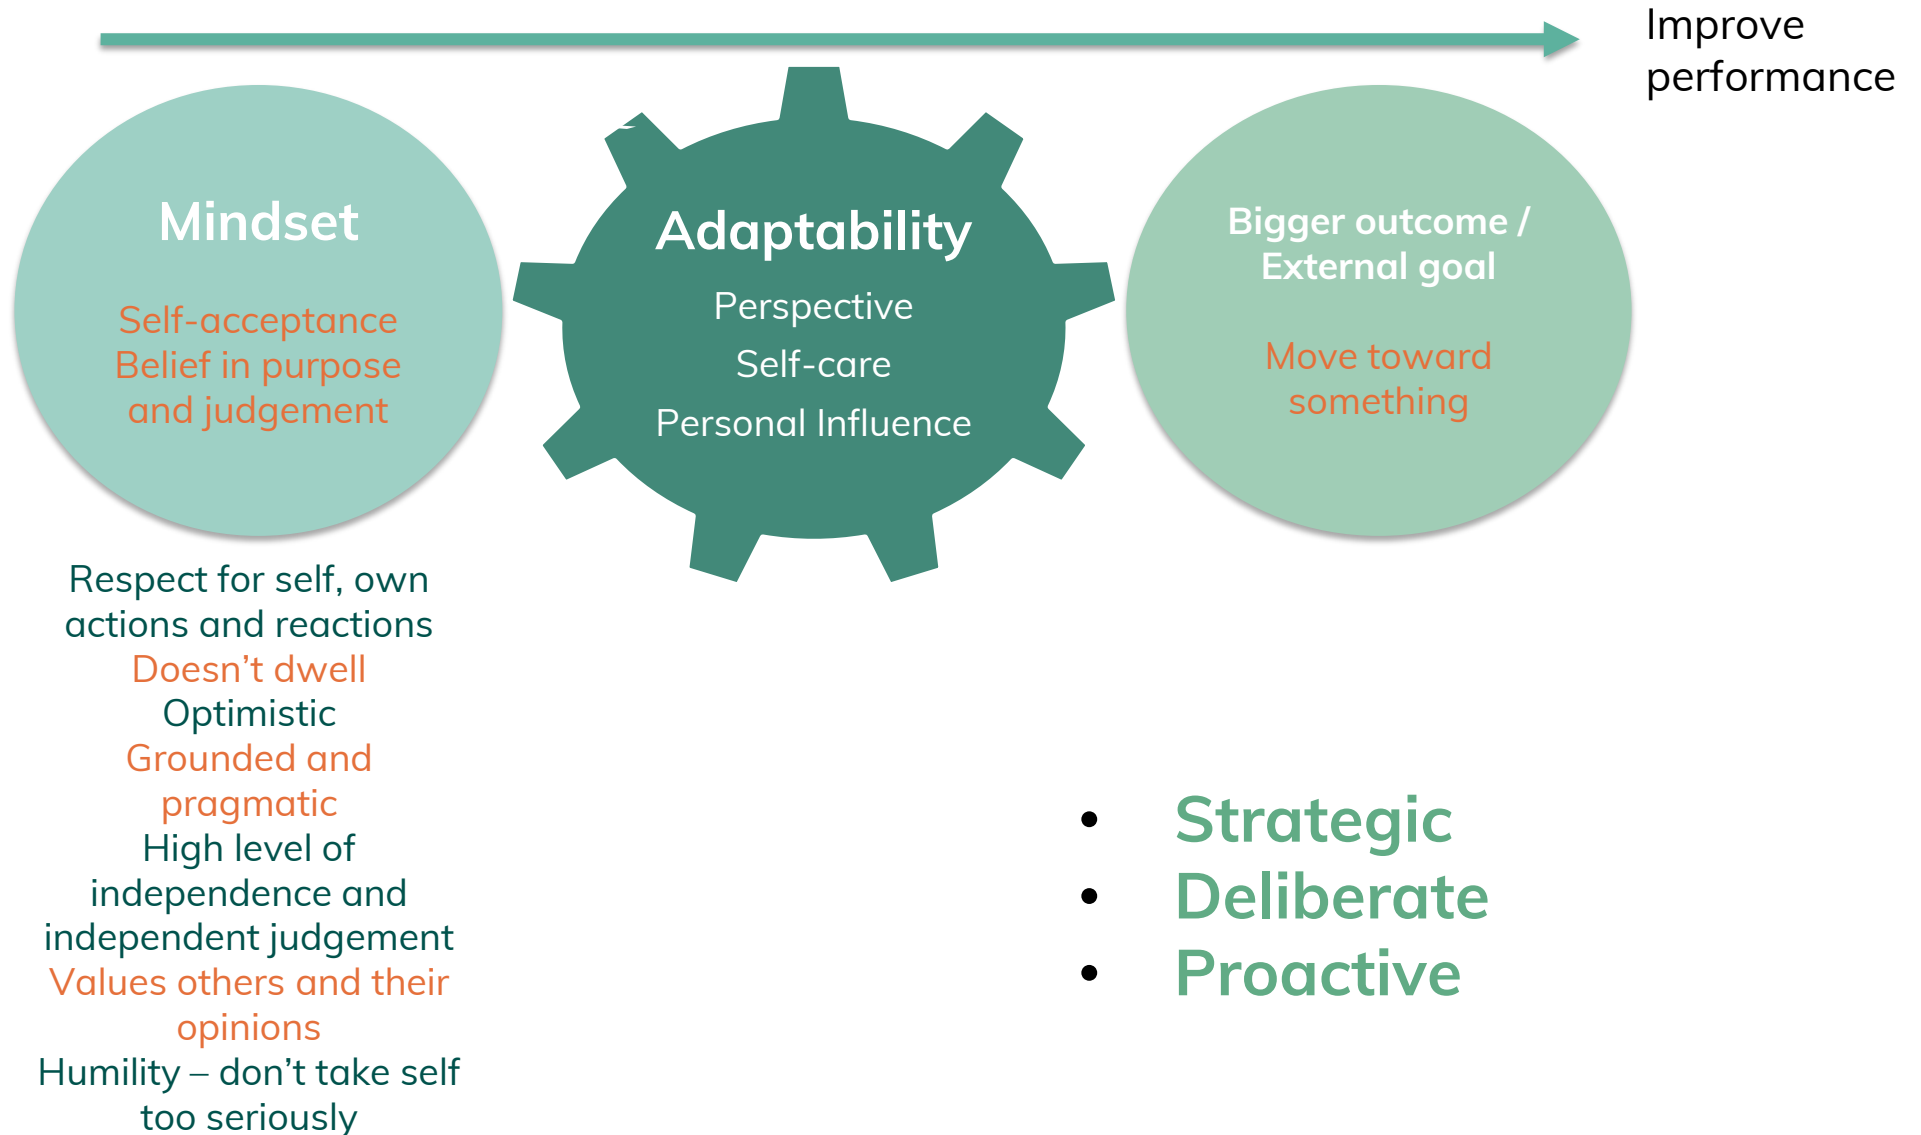 Improve
performance
Mindset
Self-acceptance
Belief in purpose
and judgement
Adaptability
Perspective
Self-care
Personal Influence
Bigger outcome /
External goal
Move toward
something
Respect for self, own
actions and reactions
Doesn’t dwell
Optimistic
Grounded and
pragmatic
High level of
independence and
independent judgement
Values others and their
opinions
Humility – don’t take self
too seriously
• Strategic
• Deliberate
• Proactive